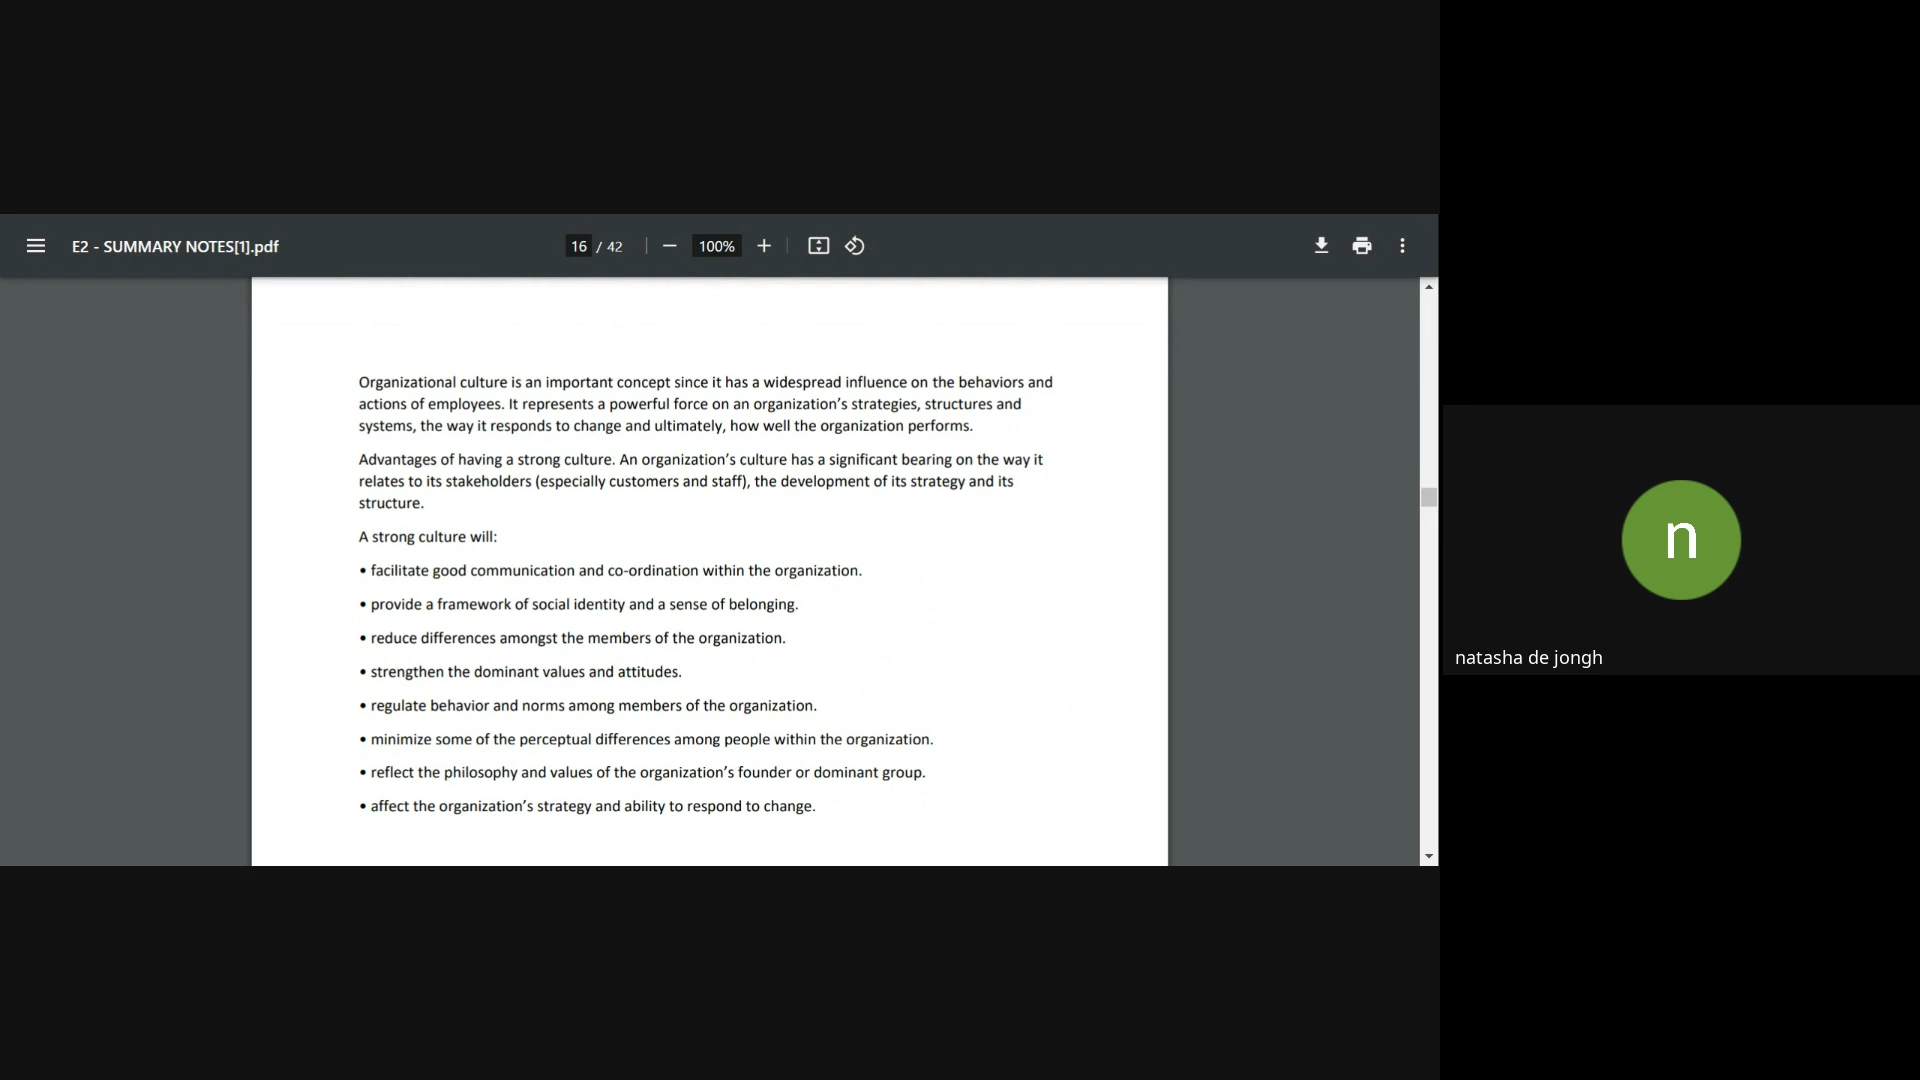 E2 - SUMMARY NOTES[1].pdf
16 / 42
100%
Organizational culture is an important concept since it has a widespread influence on the behaviors and
actions of employees. It represents a powerful force on an organization’s strategies, structures and
systems, the way it responds to change and ultimately, how well the organization performs.
Advantages of having a strong culture. An organization’s culture has a significant bearing on the way it
relates to its stakeholders (especially customers and staff), the development of its strategy and its
structure.
A strong culture will:
• facilitate good communication and co-ordination within the organization.
• provide a framework of social identity and a sense of belonging.
• reduce differences amongst the members of the organization.
• strengthen the dominant values and attitudes.
• regulate behavior and norms among members of the organization.
• minimize some of the perceptual differences among people within the organization.
• reflect the philosophy and values of the organization’s founder or dominant group.
• affect the organization’s strategy and ability to respond to change.
n
natasha de jongh